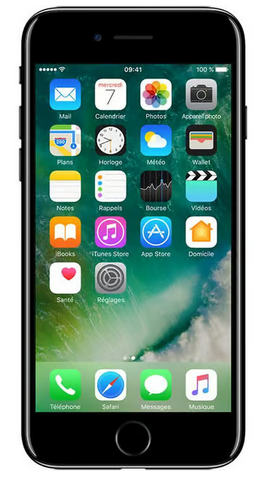 09:41 100 %
mercredi
7
Mail Calendrier Photos Appareil photo
Plans Horloge Météo Wallet
Notes Rappels Bourse Vidéos
iBooks iTunes Store App Store Domicile
Santé Réglages
Téléphone Safari Messages Musique